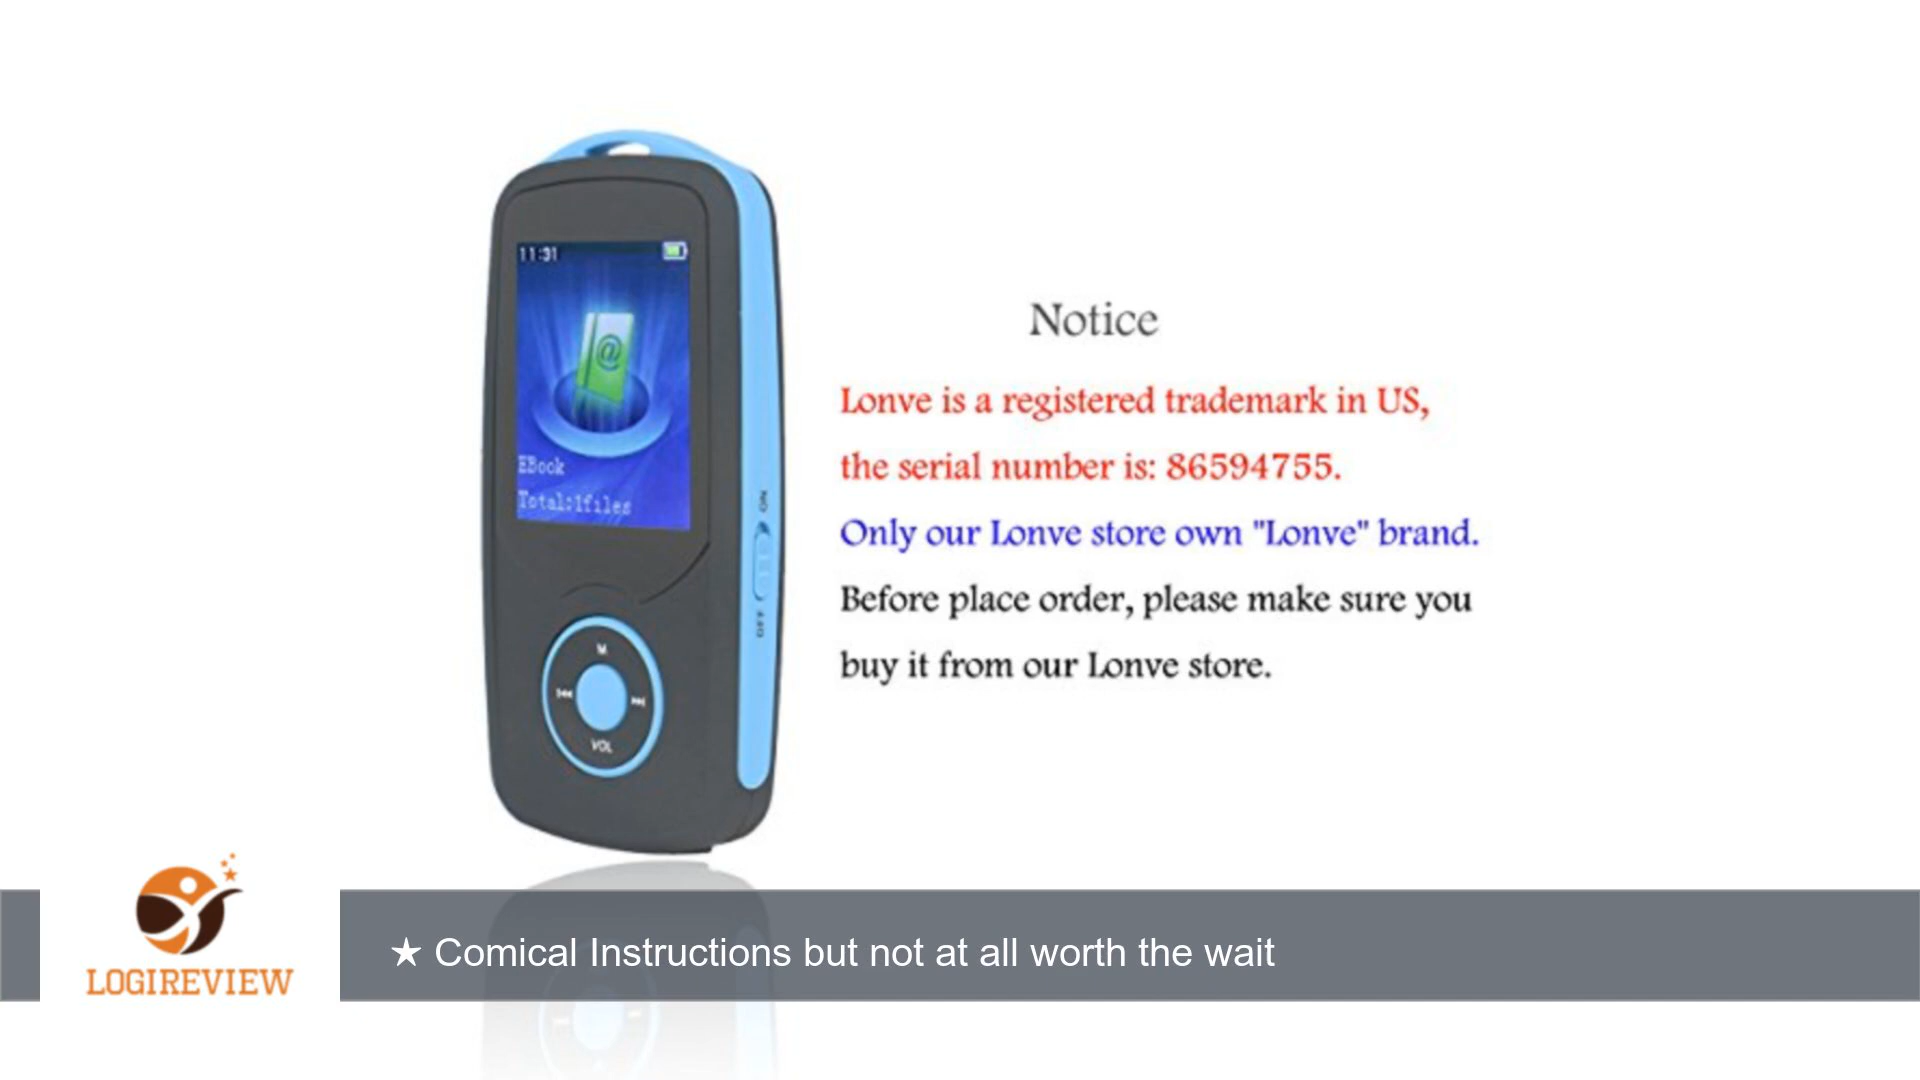 11:31
EBook
Total:1files
NO
OFF
M
VOL
Notice
Lonve is a registered trademark in US,
the serial number is: 86594755.
Only our Lonve store own "Lonve" brand.
Before place order, please make sure you
buy it from our Lonve store.
LOGIREVIEW
★ Comical Instructions but not at all worth the wait